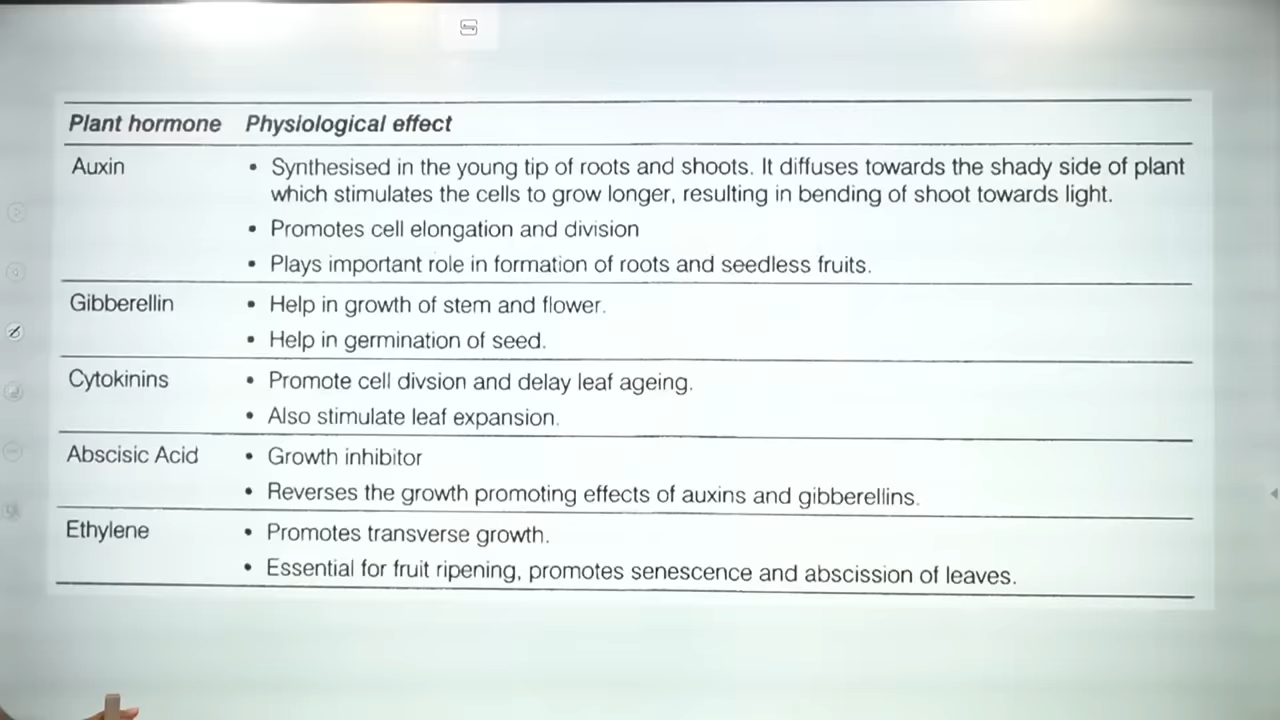 Plant hormone Physiological effect
Auxin • Synthesised in the young tip of roots and shoots. It diffuses towards the shady side of plant
which stimulates the cells to grow longer, resulting in bending of shoot towards light.
• Promotes cell elongation and division
• Plays important role in formation of roots and seedless fruits.
Gibberellin • Help in growth of stem and flower.
• Help in germination of seed.
Cytokinins • Promote cell divsion and delay leaf ageing.
• Also stimulate leaf expansion.
Abscisic Acid • Growth inhibitor
• Reverses the growth promoting effects of auxins and gibberellins.
Ethylene • Promotes transverse growth.
• Essential for fruit ripening, promotes senescence and abscission of leaves.